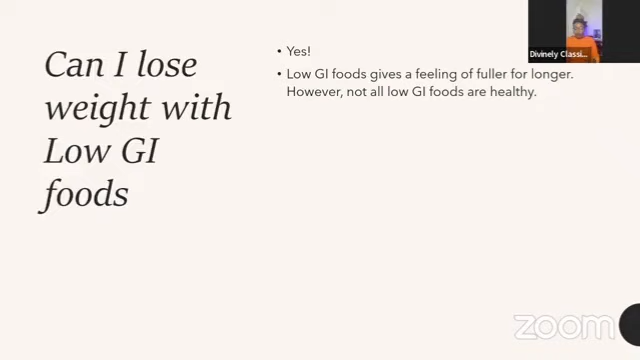 Can I lose
weight with
Low GI
foods
• Yes!
• Low GI foods gives a feeling of fuller for longer.
However, not all low GI foods are healthy.
Divinely Classi...
zoom